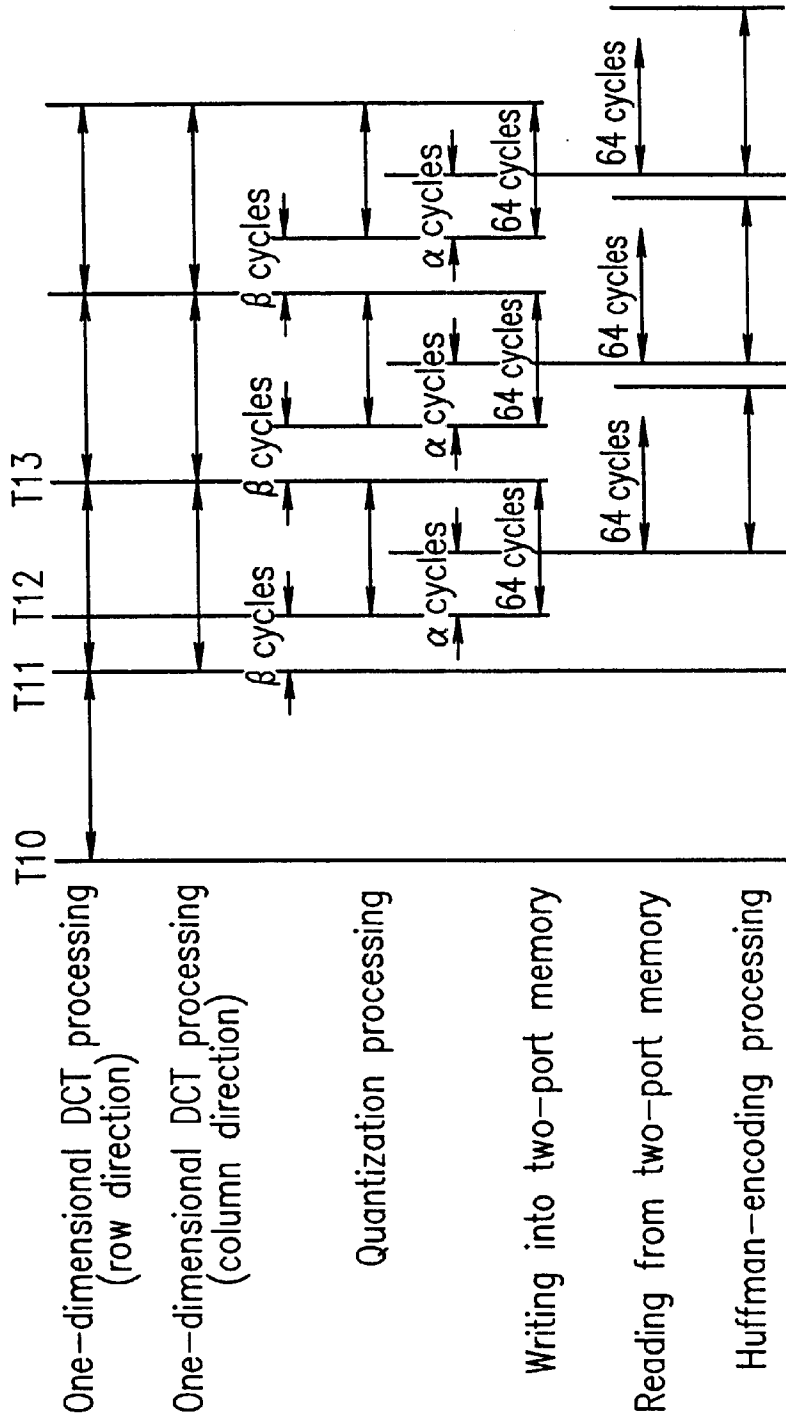 T10
T11
T12
T13
One-dimensional DCT processing
(row direction)
One-dimensional DCT processing
(column direction)
β cycles
β cycles
β cycles
Quantization processing
α cycles
α cycles
α cycles
Writing into two-port memory
64 cycles
64 cycles
64 cycles
Reading from two-port memory
64 cycles
64 cycles
64 cycles
Huffman-encoding processing